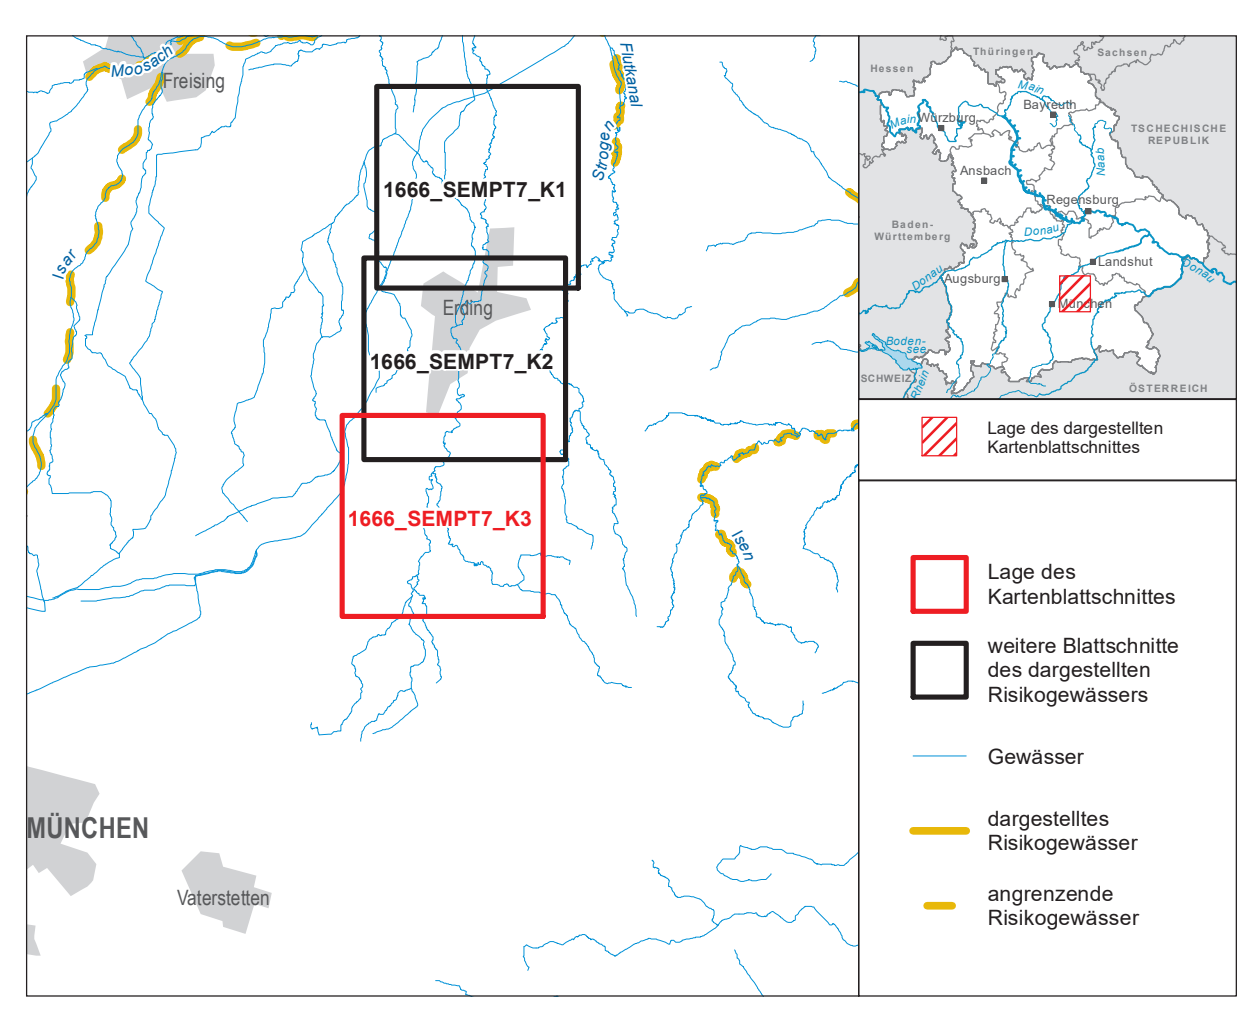 Moosach
Freising
Flutkanal
Strogen
1666_SEMPT7_K1
Isar
Erding
1666_SEMPT7_K2
1666_SEMPT7_K3
Isen
MÜNCHEN
Vaterstetten
Thüringen
Sachsen
Hessen
Main
Bayreuth
Main
Würzburg
TSCHECHISCHE
REPUBLIK
Naab
Ansbach
Regensburg
Baden-
Württemberg
Donau
Landshut
Donau
Augsburg
Donau
München
Boden-
see
SCHWEIZ
Rhein
ÖSTERREICH
Lage des dargestellten
Kartenblattschnittes
Lage des
Kartenblattschnittes
weitere Blattschnitte
des dargestellten
Risikogewässers
Gewässer
dargestelltes
Risikogewässer
angrenzende
Risikogewässer